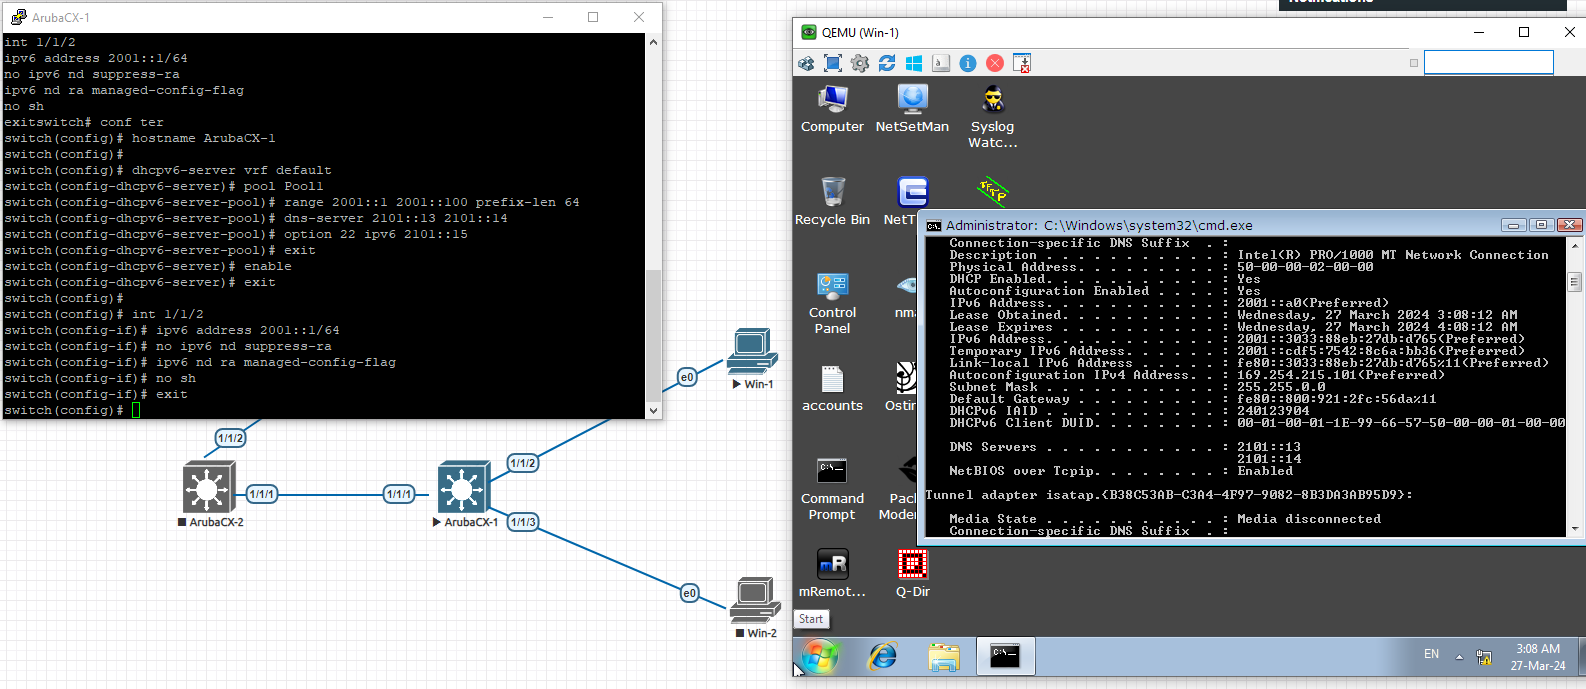 ArubaCX-1
int 1/1/2
ipv6 address 2001::1/64
no ipv6 nd suppress-ra
ipv6 nd ra managed-config-flag
no sh
exitswitch# conf ter
switch(config)# hostname ArubaCX-1
switch(config)#
switch(config)# dhcpv6-server vrf default
switch(config-dhcpv6-server)# pool Pool1
switch(config-dhcpv6-server-pool)# range 2001::1 2001::100 prefix-len 64
switch(config-dhcpv6-server-pool)# dns-server 2101::13 2101::14
switch(config-dhcpv6-server-pool)# option 22 ipv6 2101::15
switch(config-dhcpv6-server-pool)# exit
switch(config-dhcpv6-server)# enable
switch(config-dhcpv6-server)# exit
switch(config)#
switch(config)# int 1/1/2
switch(config-if)# ipv6 address 2001::1/64
switch(config-if)# no ipv6 nd suppress-ra
switch(config-if)# ipv6 nd ra managed-config-flag
switch(config-if)# no sh
switch(config-if)# exit
switch(config)#
e0
Win-1
1/1/2
1/1/2
1/1/1
1/1/1
ArubaCX-2
ArubaCX-1
1/1/3
e0
Win-2
QEMU (Win-1)
Computer
NetSetMan
Syslog
Watc...
Recycle Bin
NetT
Control
Panel
nm
accounts
Ostin
Command
Prompt
Pac
Moder
mRemot...
Q-Dir
Administrator: C:\Windows\system32\cmd.exe
Connection-specific DNS Suffix . :
Description . . . . . . . . . . . : Intel(R) PRO/1000 MT Network Connection
Physical Address. . . . . . . . . : 50-00-00-02-00-00
DHCP Enabled. . . . . . . . . . . : Yes
Autoconfiguration Enabled . . . . : Yes
IPv6 Address. . . . . . . . . . . : 2001::a0(Preferred)
Lease Obtained. . . . . . . . . . : Wednesday, 27 March 2024 3:08:12 AM
Lease Expires . . . . . . . . . . : Wednesday, 27 March 2024 4:08:12 AM
IPv6 Address. . . . . . . . . . . : 2001::3033:88eb:27db:d765(Preferred)
Temporary IPv6 Address. . . . . . : 2001::cdf5:7542:8c6a:bb36(Preferred)
Link-local IPv6 Address . . . . . : fe80::3033:88eb:27db:d765%11(Preferred)
Autoconfiguration IPv4 Address. . : 169.254.215.101(Preferred)
Subnet Mask . . . . . . . . . . . : 255.255.0.0
Default Gateway . . . . . . . . . : fe80::800:921:2fc:56da%11
DHCPv6 IAID . . . . . . . . . . . : 240123904
DHCPv6 Client DUID. . . . . . . . : 00-01-00-01-1E-99-66-57-50-00-00-01-00-00
DNS Servers . . . . . . . . . . . : 2101::13
2101::14
NetBIOS over Tcpip. . . . . . . . : Enabled
Tunnel adapter isatap.{B38C53AB-C3A4-4F97-9082-8B3DA3AB95D9}:
Media State . . . . . . . . . . . : Media disconnected
Connection-specific DNS Suffix . :
Start
EN
3:08 AM
27-Mar-24